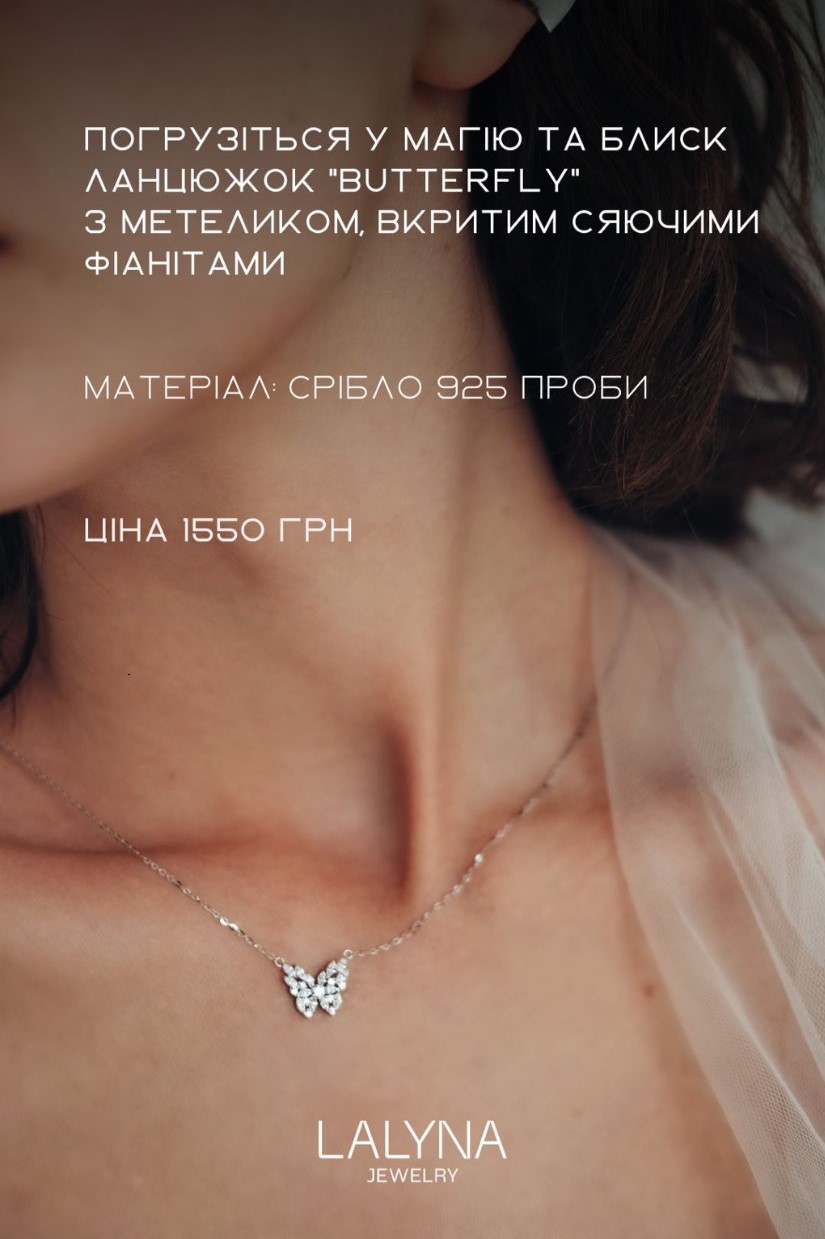 ПОГРУЗІТЬСЯ У МАГІЮ ТА БЛИСК
ЛАНЦЮЖОК "BUTTERFLY"
З МЕТЕЛИКОМ, ВКРИТИМ СЯЮЧИМИ
ФІАНІТАМИ
МАТЕРІАЛ: СРІБЛО 925 ПРОБИ
ЦІНА 1550 ГРН
LALYNA
JEWELRY